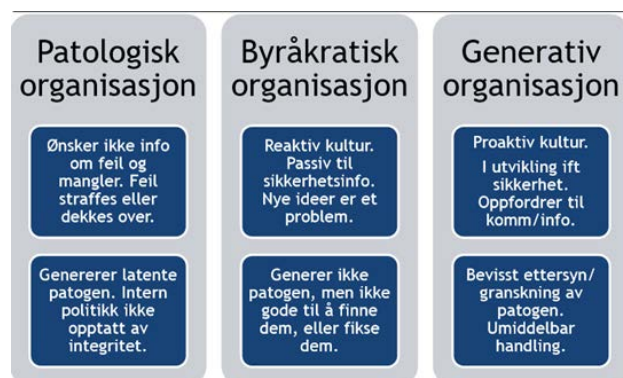 Patologisk
organisasjon
Ønsker ikke info
om feil og
mangler. Feil
straffes eller
dekkes over.
Genererer latente
patogen. Intern
politikk ikke
opptatt av
integritet.
Byråkratisk
organisasjon
Reaktiv kultur.
Passiv til
sikkerhetsinfo.
Nye ideer er et
problem.
Generer ikke
patogen, men ikke
gode til å finne
dem, eller fikse
dem.
Generativ
organisasjon
Proaktiv kultur.
I utvikling ift
sikkerhet.
Oppfordrer til
komm/info.
Bevisst ettersyn/
granskning av
patogen.
Umiddelbar
handling.